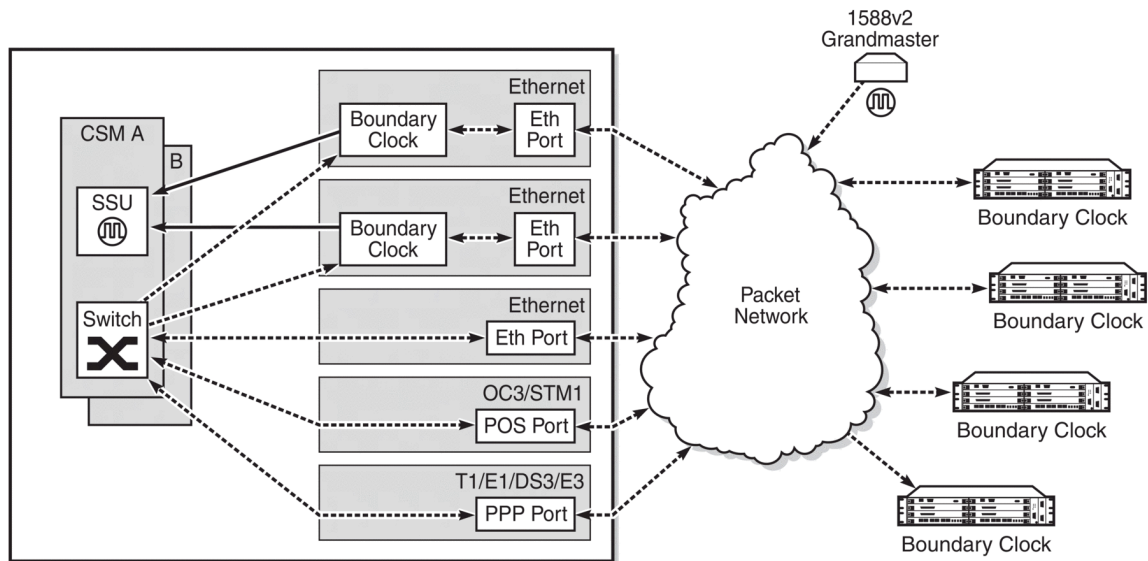 1588v2
Grandmaster
Ethernet
Boundary
Clock
Eth
Port
CSM A
B
SSU
Ethernet
Boundary
Clock
Eth
Port
Boundary Clock
Packet
Network
Boundary Clock
Switch
Ethernet
Eth Port
OC3/STM1
POS Port
Boundary Clock
T1/E1/DS3/E3
PPP Port
Boundary Clock